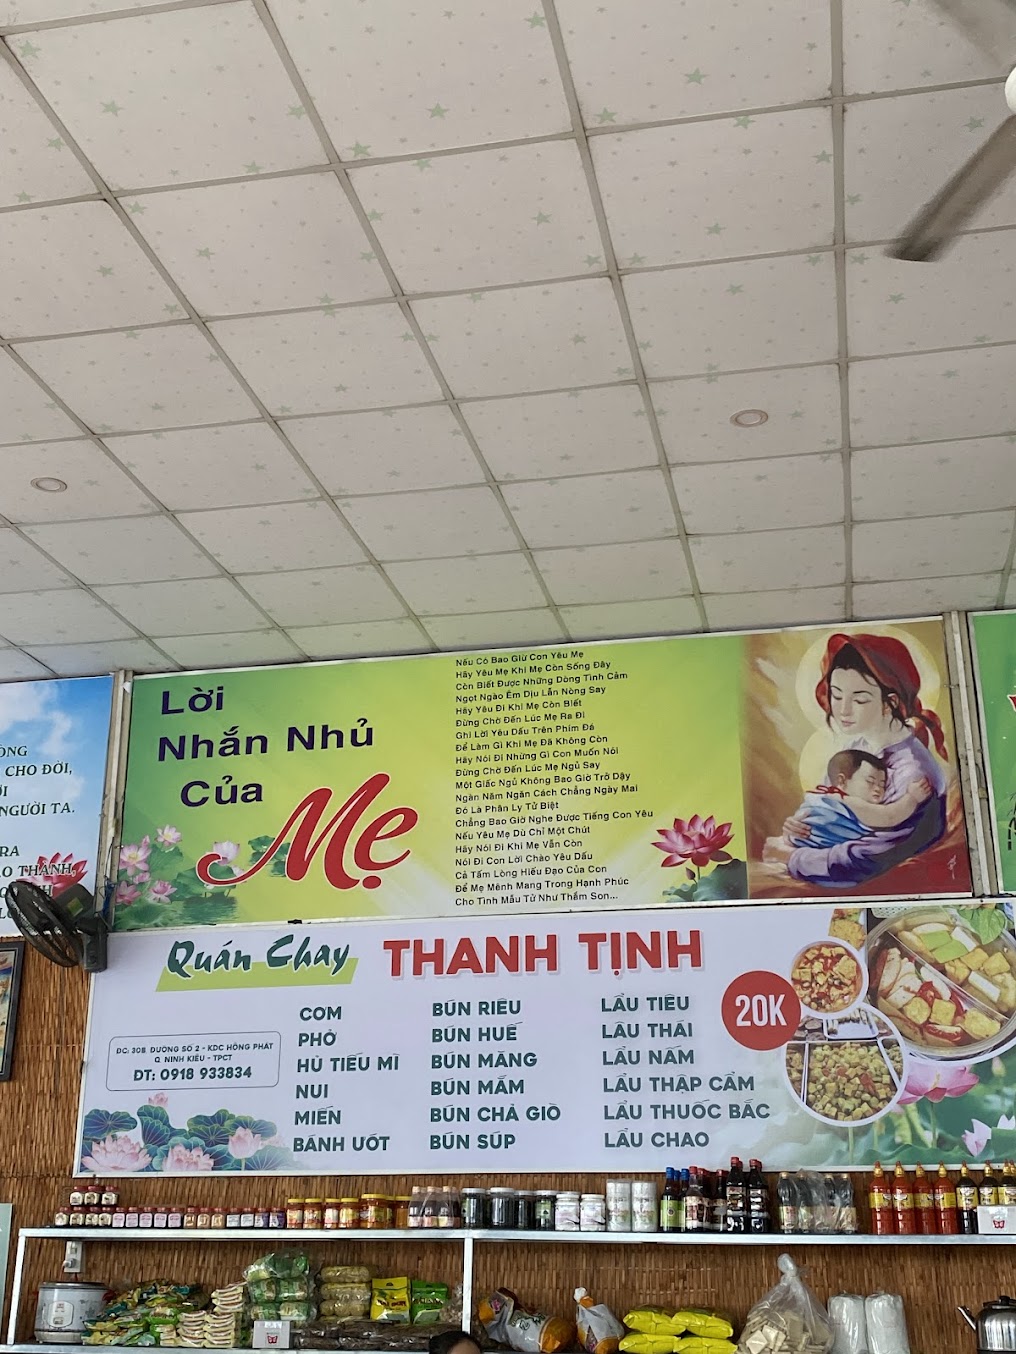 ÒNG
CHO ĐỜI,
NGƯỜI TA.
RA
Lời
Nhắn Nhủ
Của
Mẹ
Nếu Có Bao Giừ Con Yêu Mẹ
Hãy Yêu Mẹ Khi Mẹ Còn Sống Đây
Còn Biết Được Những Dòng Tình Cảm
Ngọt Ngào Êm Dịu Lẫn Nòng Say
Hãy Yêu Đi Khi Mẹ Còn Biết
Đừng Chờ Đến Lúc Mẹ Ra Đi
Ghi Lời Yêu Dấu Trên Phím Đá
Để Làm Gì Khi Mẹ Đã Không Còn
Hãy Nói Đi Những Gì Con Muốn Nói
Đừng Chờ Đến Lúc Mẹ Ngủ Say
Một Giấc Ngủ Không Bao Giờ Trở Dậy
Ngàn Năm Ngăn Cách Chẳng Ngày Mai
Đó Là Phân Ly Tử Biệt
Chẳng Bao Giờ Nghe Được Tiếng Con Yêu
Nếu Yêu Mẹ Dù Chỉ Một Chút
Hãy Nói Đi Khi Mẹ Vẫn Còn
Nói Đi Con Lời Chào Yêu Dấu
Cả Tấm Lòng Hiếu Đạo Của Con
Để Mẹ Mênh Mang Trong Hạnh Phúc
Cho Tình Mẫu Tử Như Thắm Son...
Quán Chay THANH TỊNH
ĐC: 30B ĐƯỜNG SỐ 2 - KDC HỒNG PHÁT
Q. NINH KIỀU - TPCT
ĐT: 0918 933834
CƠM
PHỞ
HỦ TIẾU MÌ
NUI
MIẾN
BÁNH ƯỚT
BÚN RIÊU
BÚN HUẾ
BÚN MĂNG
BÚN MẮM
BÚN CHẢ GIÒ
BÚN SÚP
LẨU TIÊU
LẨU THÁI
LẨU NẤM
LẨU THẬP CẨM
LẨU THUỐC BẮC
LẨU CHAO
20K